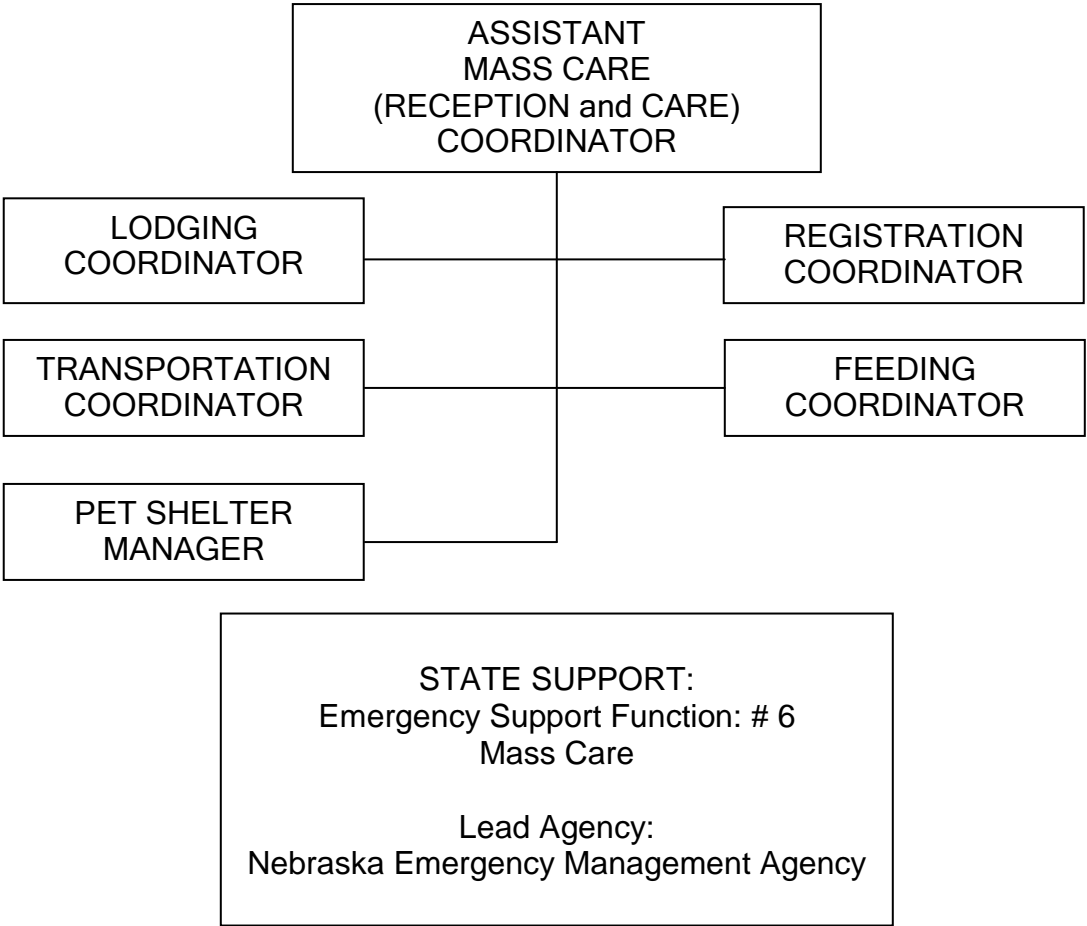 ASSISTANT
MASS CARE
(RECEPTION and CARE)
COORDINATOR
LODGING
COORDINATOR
REGISTRATION
COORDINATOR
TRANSPORTATION
COORDINATOR
FEEDING
COORDINATOR
PET SHELTER
MANAGER
STATE SUPPORT:
Emergency Support Function: # 6
Mass Care
Lead Agency:
Nebraska Emergency Management Agency